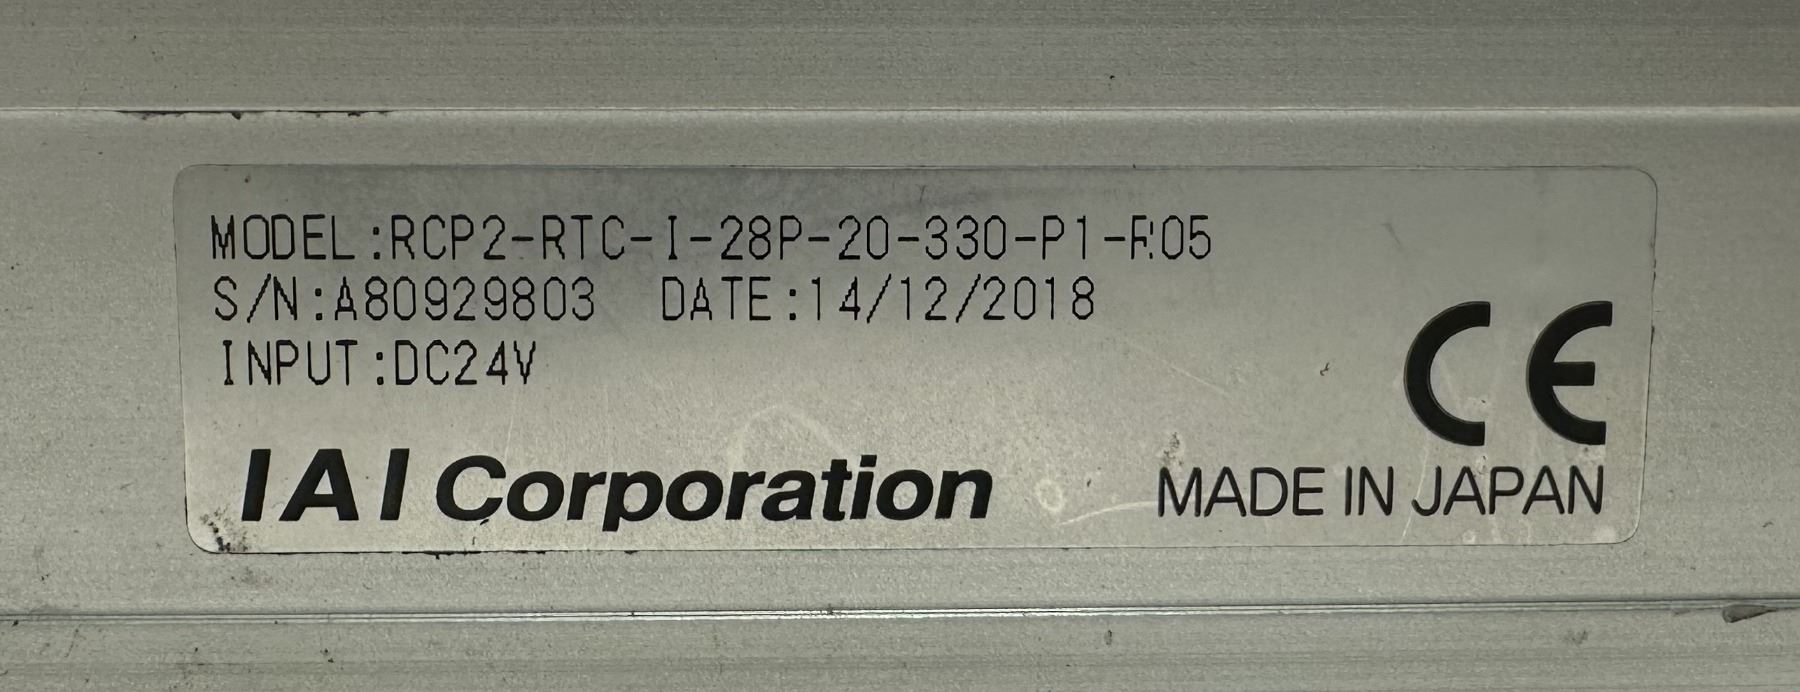 MODEL:RCP2-RTC-I-28P-20-330-P1-R05
S/N:A80929803 DATE:14/12/2018
INPUT:DC24V
CE
IAI Corporation
MADE IN JAPAN